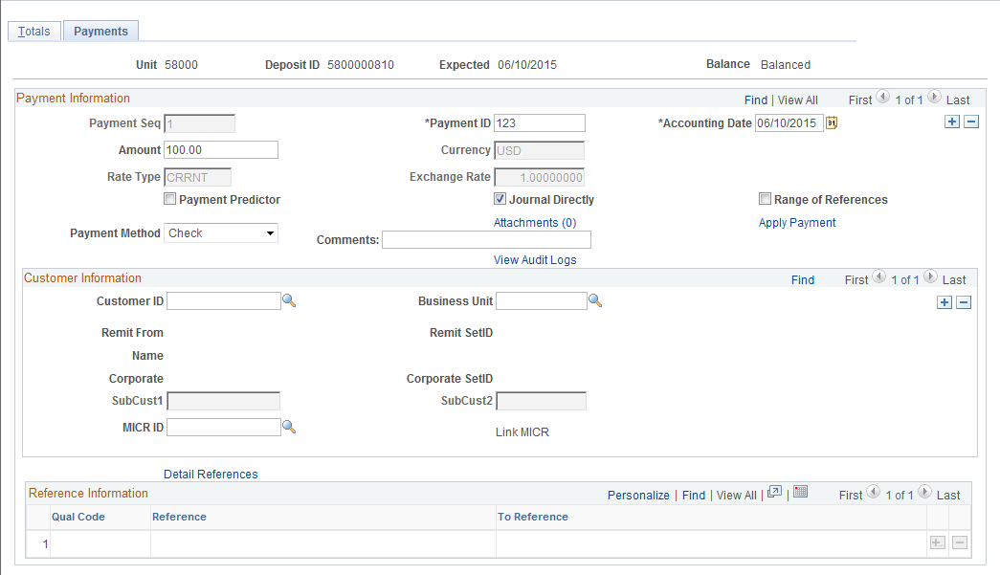 Totals Payments
Unit 58000 Deposit ID 5800000810 Expected 06/10/2015 Balance Balanced
Payment Information Find | View All First 1 of 1 Last
Payment Seq 1 *Payment ID 123 *Accounting Date 06/10/2015 31
Amount 100.00 Currency USD
Rate Type CRRNT Exchange Rate 1.00000000
Payment Predictor Journal Directly Range of References
Attachments (0) Apply Payment
Payment Method Check Comments:
View Audit Logs
Customer Information Find First 1 of 1 Last
Customer ID Business Unit
Remit From Remit SetID
Name
Corporate Corporate SetID
SubCust1 SubCust2
MICR ID Link MICR
Detail References
Reference Information Personalize | Find | View All | | First 1 of 1 Last
Qual Code Reference To Reference
1